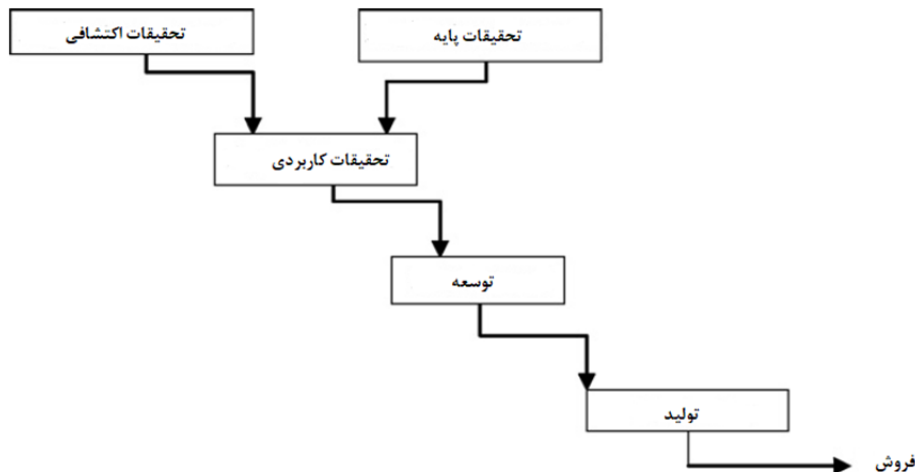 تحقیقات پایه
تحقیقات اکتشافی
تحقیقات کاربردی
توسعه
تولید
فروش